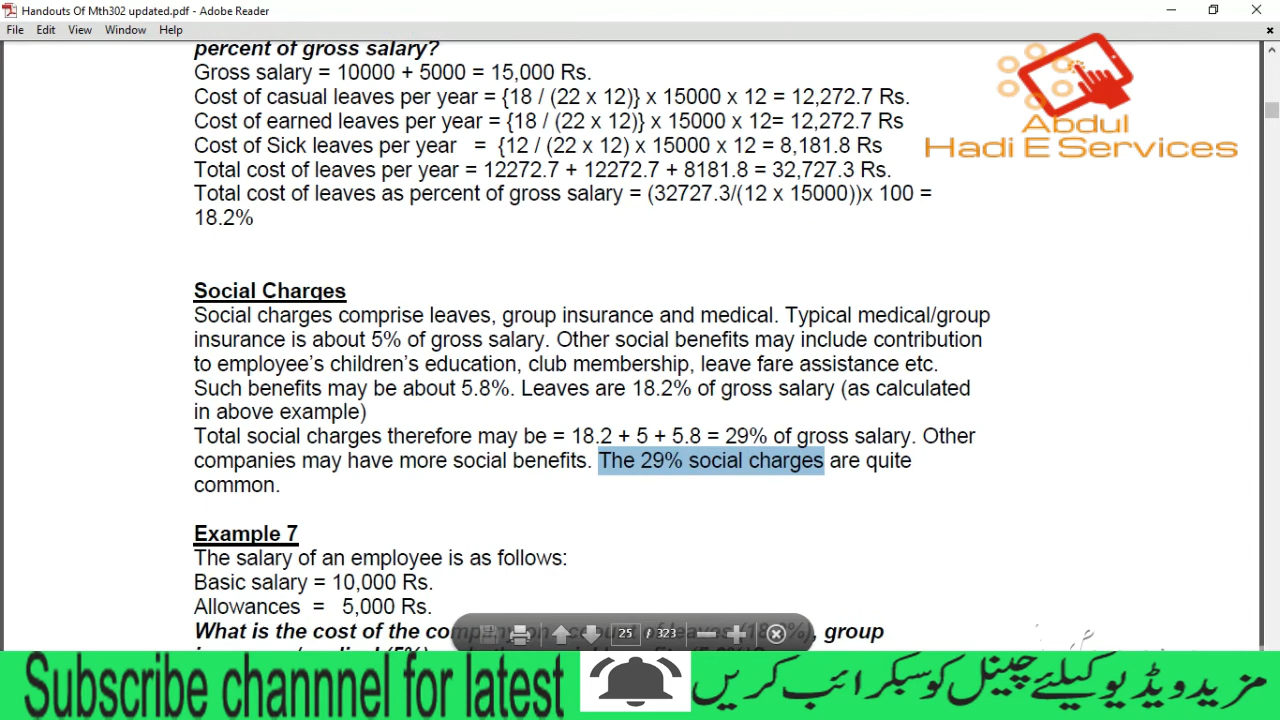 Handouts Of Mth302 updated.pdf - Adobe Reader
File Edit View Window Help
percent of gross salary?
Gross salary = 10000 + 5000 = 15,000 Rs.
Cost of casual leaves per year = {18 / (22 x 12)} x 15000 x 12 = 12,272.7 Rs.
Cost of earned leaves per year = {18 / (22 x 12)} x 15000 x 12= 12,272.7 Rs
Cost of Sick leaves per year = {12 / (22 x 12) x 15000 x 12 = 8,181.8 Rs
Total cost of leaves per year = 12272.7 + 12272.7 + 8181.8 = 32,727.3 Rs.
Total cost of leaves as percent of gross salary = (32727.3/(12 x 15000))x 100 =
18.2%
Abdul
Hadi E Services
Social Charges
Social charges comprise leaves, group insurance and medical. Typical medical/group
insurance is about 5% of gross salary. Other social benefits may include contribution
to employee's children's education, club membership, leave fare assistance etc.
Such benefits may be about 5.8%. Leaves are 18.2% of gross salary (as calculated
in above example)
Total social charges therefore may be = 18.2 + 5 + 5.8 = 29% of gross salary. Other
companies may have more social benefits. The 29% social charges are quite
common.
Example 7
The salary of an employee is as follows:
Basic salary = 10,000 Rs.
Allowances = 5,000 Rs.
What is the cost of the company on account of leaves (18.2%), group
25 / 323
Subscribe channnel for latest
مزید ویڈیو کیلئے چینل کو سبکرائب کریں